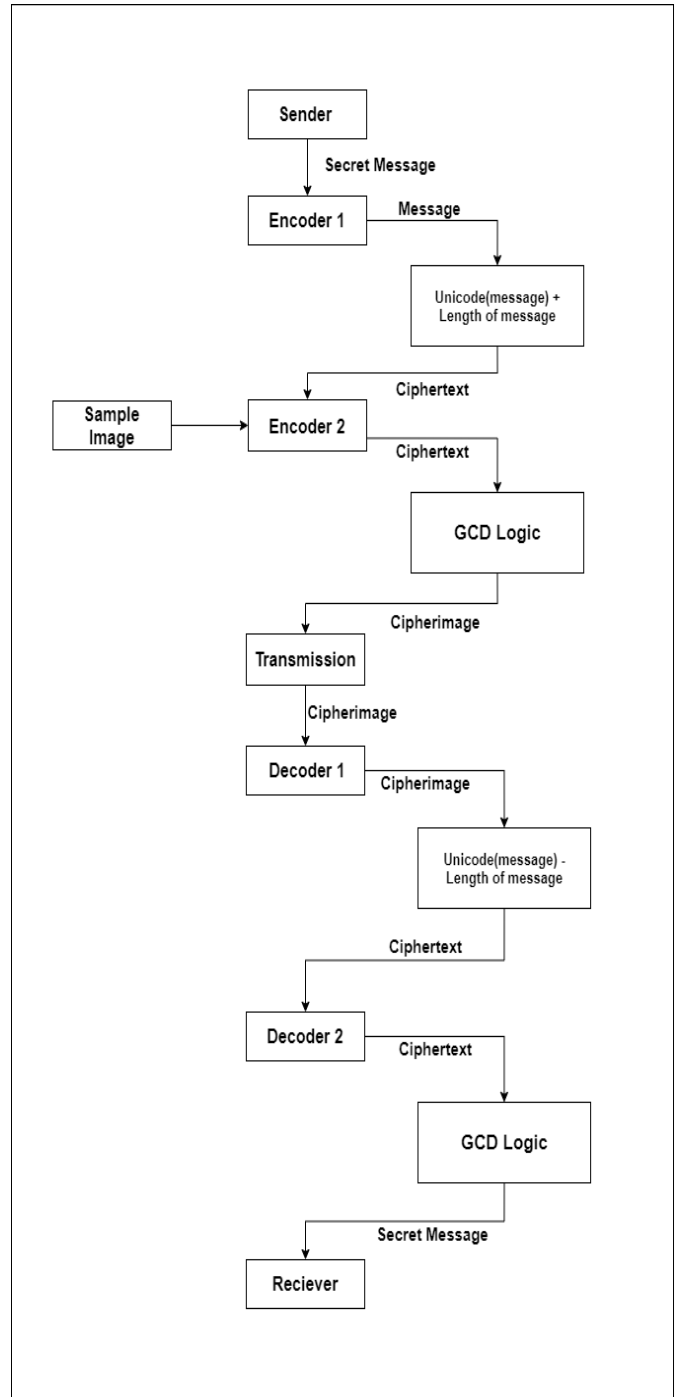 Sender
Secret Message
Encoder 1
Message
Unicode(message) +
Length of message
Ciphertext
Sample
Image
Encoder 2
Ciphertext
GCD Logic
Cipherimage
Transmission
Cipherimage
Decoder 1
Cipherimage
Unicode(message) -
Length of message
Ciphertext
Decoder 2
Ciphertext
GCD Logic
Secret Message
Reciever